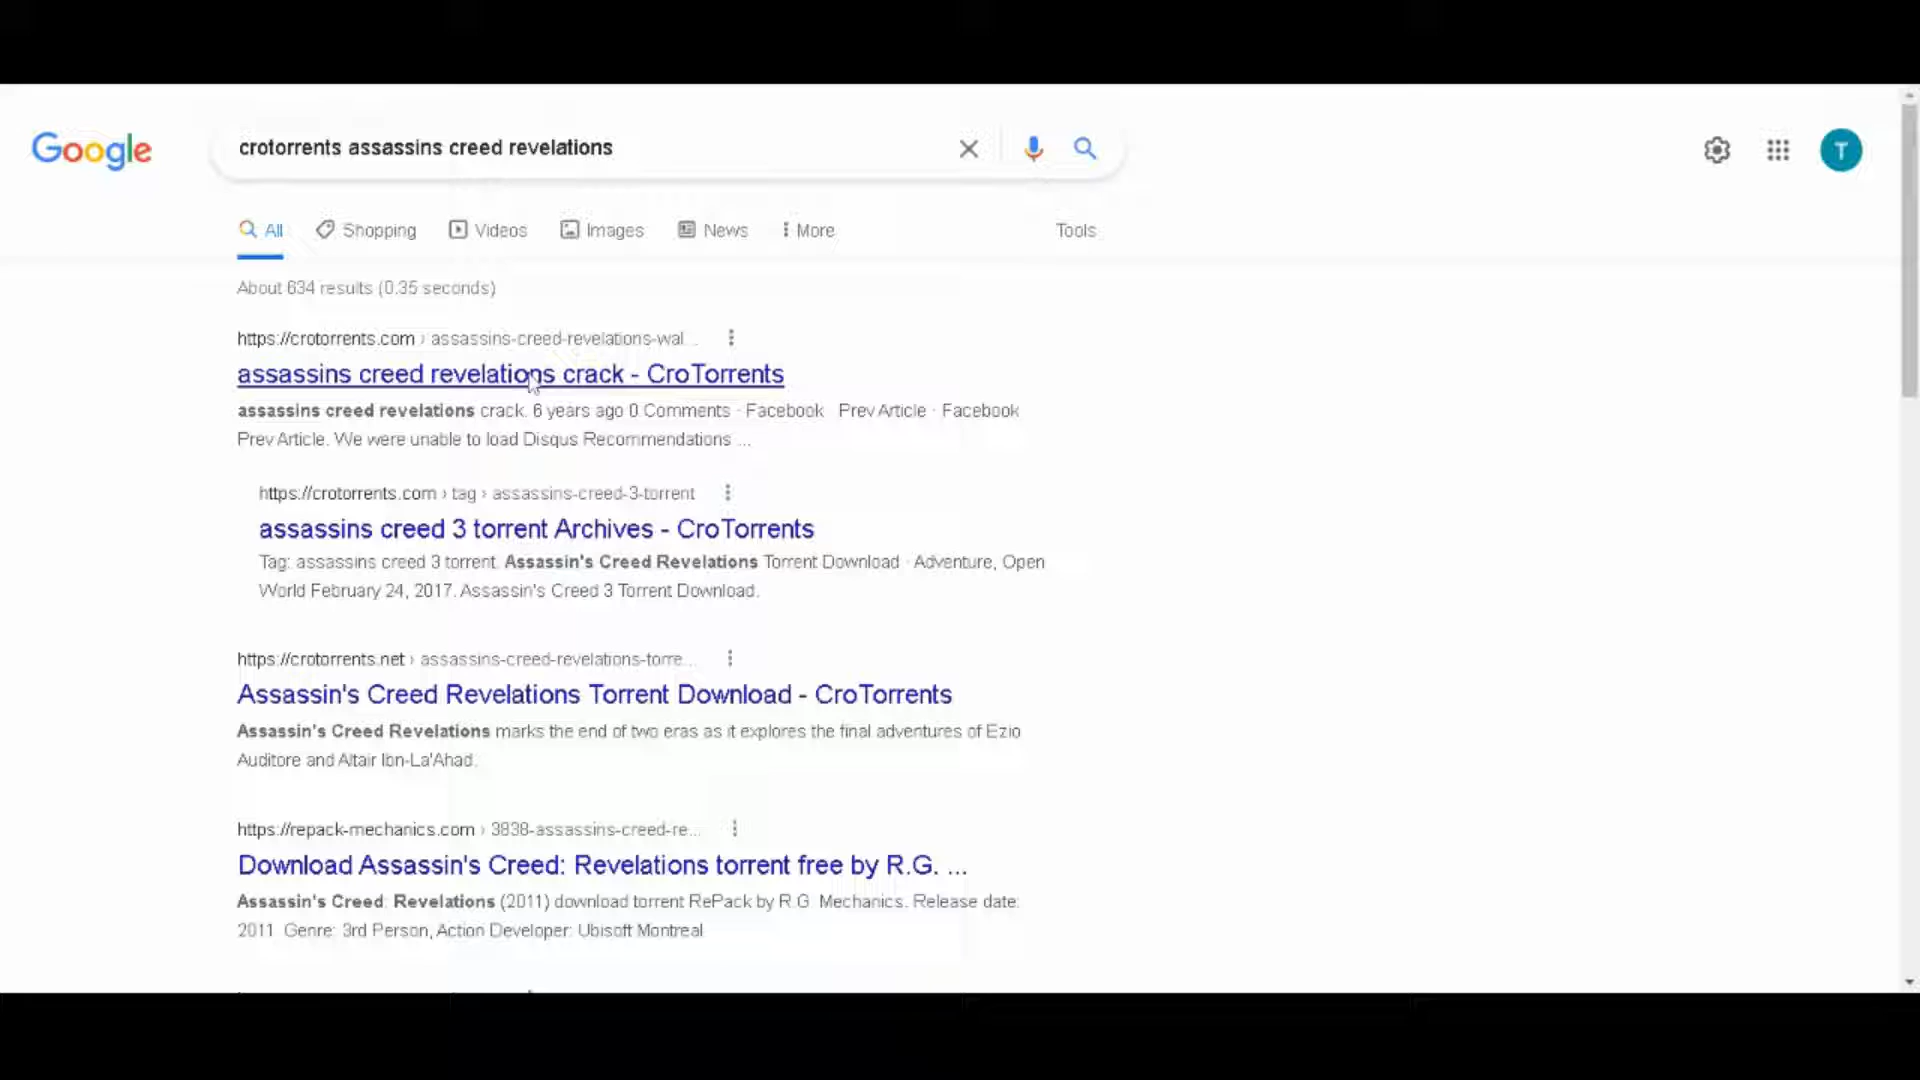 Google
crotorrents assassins creed revelations
T
All
Shopping
Videos
Images
News
More
Tools
About 634 results (0.35 seconds)
https://crotorrents.com › assassins-creed-revelations-wal...
assassins creed revelations crack - CroTorrents
assassins creed revelations crack. 6 years ago 0 Comments · Facebook Prev Article · Facebook
Prev Article. We were unable to load Disqus Recommendations ...
https://crotorrents.com › tag › assassins-creed-3-torrent
assassins creed 3 torrent Archives - CroTorrents
Tag: assassins creed 3 torrent. Assassin's Creed Revelations Torrent Download · Adventure, Open
World February 24, 2017. Assassin's Creed 3 Torrent Download.
https://crotorrents.net › assassins-creed-revelations-torre...
Assassin's Creed Revelations Torrent Download - CroTorrents
Assassin's Creed Revelations marks the end of two eras as it explores the final adventures of Ezio
Auditore and Altair Ibn-La'Ahad.
https://repack-mechanics.com › 3838-assassins-creed-re...
Download Assassin's Creed: Revelations torrent free by R.G. ...
Assassin's Creed: Revelations (2011) download torrent RePack by R.G. Mechanics. Release date:
2011. Genre: 3rd Person, Action Developer: Ubisoft Montreal